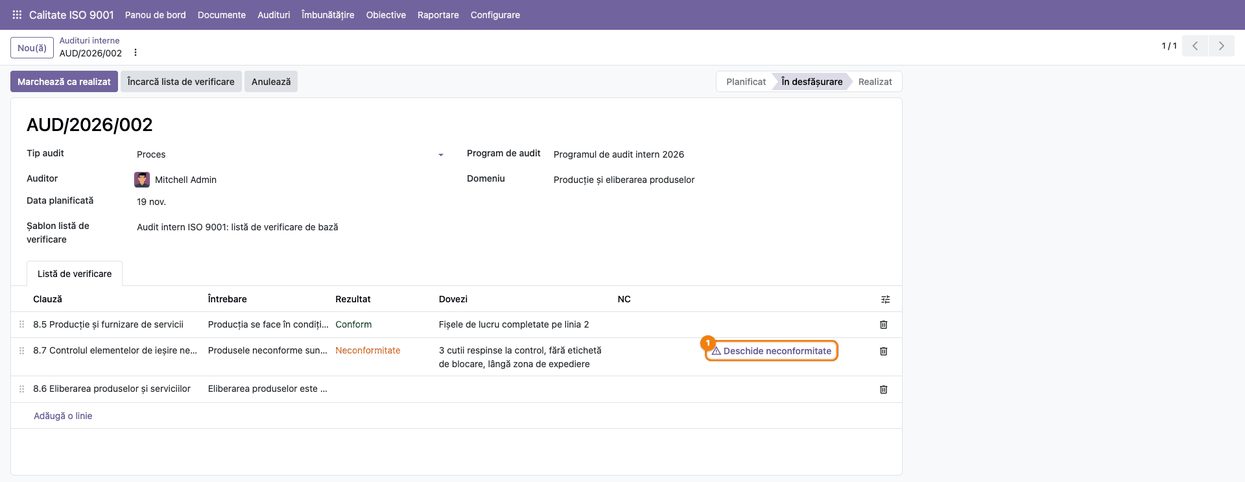 Calitate ISO 9001 Panou de bord Documente Audituri Îmbunătățire Obiective Raportare Configurare
Nou(ă) Audituri interne
AUD/2026/002
1 / 1
Marchează ca realizat Încarcă lista de verificare Anulează Planificat În desfășurare Realizat
AUD/2026/002
Tip audit Proces Program de audit Programul de audit intern 2026
Auditor Mitchell Admin Domeniu Producție și eliberarea produselor
Data planificată 19 nov.
Șablon listă de verificare Audit intern ISO 9001: listă de verificare de bază
Listă de verificare
Clauză Întrebare Rezultat Dovezi NC
8.5 Producție și furnizare de servicii Producția se face în condiți... Conform Fișele de lucru completate pe linia 2
8.7 Controlul elementelor de ieșire ne... Produsele neconforme sun... Neconformitate 3 cutii respinse la control, fără etichetă de blocare, lângă zona de expediere 1 Deschide neconformitate
8.6 Eliberarea produselor și serviciilor Eliberarea produselor este ...
Adăugă o linie